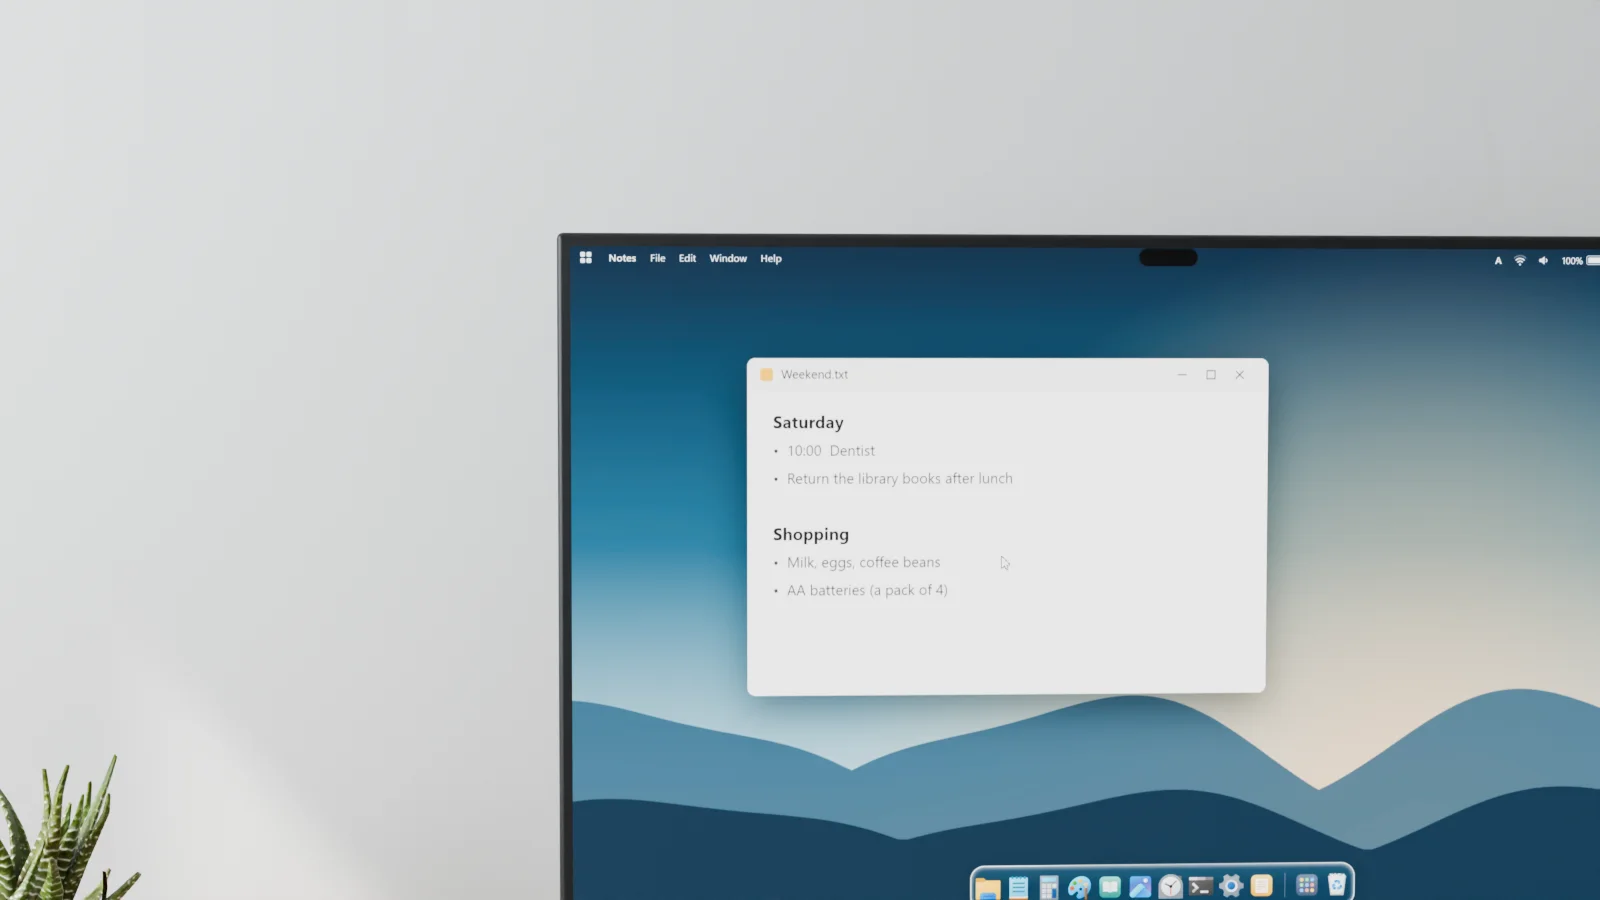 Notes File Edit Window Help
A 100%
Weekend.txt
Saturday
• 10:00 Dentist
• Return the library books after lunch
Shopping
• Milk, eggs, coffee beans
• AA batteries (a pack of 4)